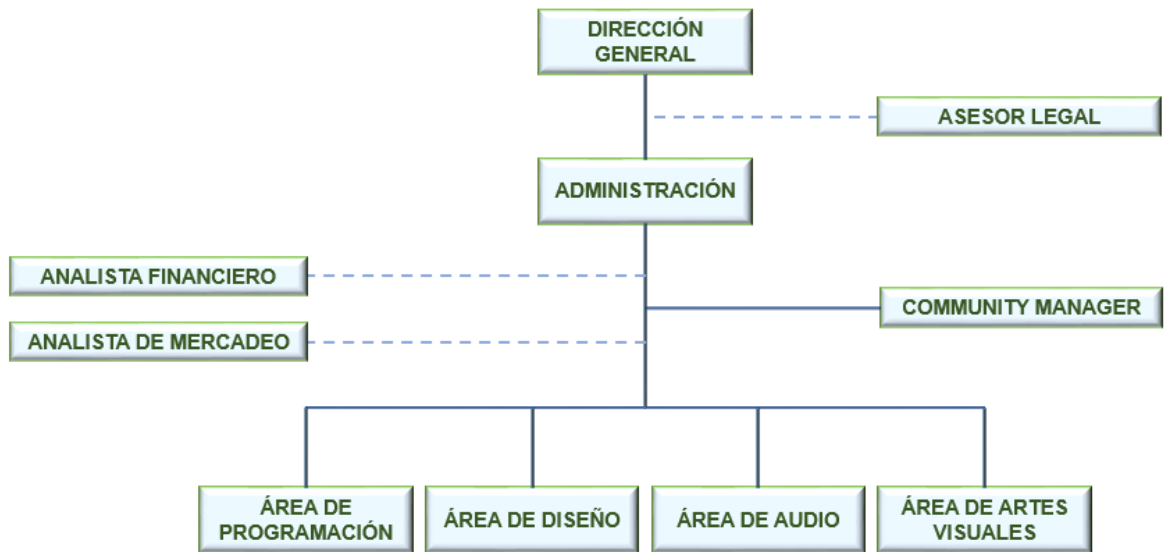 DIRECCIÓN
GENERAL
ASESOR LEGAL
ADMINISTRACIÓN
ANALISTA FINANCIERO
COMMUNITY MANAGER
ANALISTA DE MERCADEO
ÁREA DE
PROGRAMACIÓN
ÁREA DE DISEÑO
ÁREA DE AUDIO
ÁREA DE ARTES
VISUALES